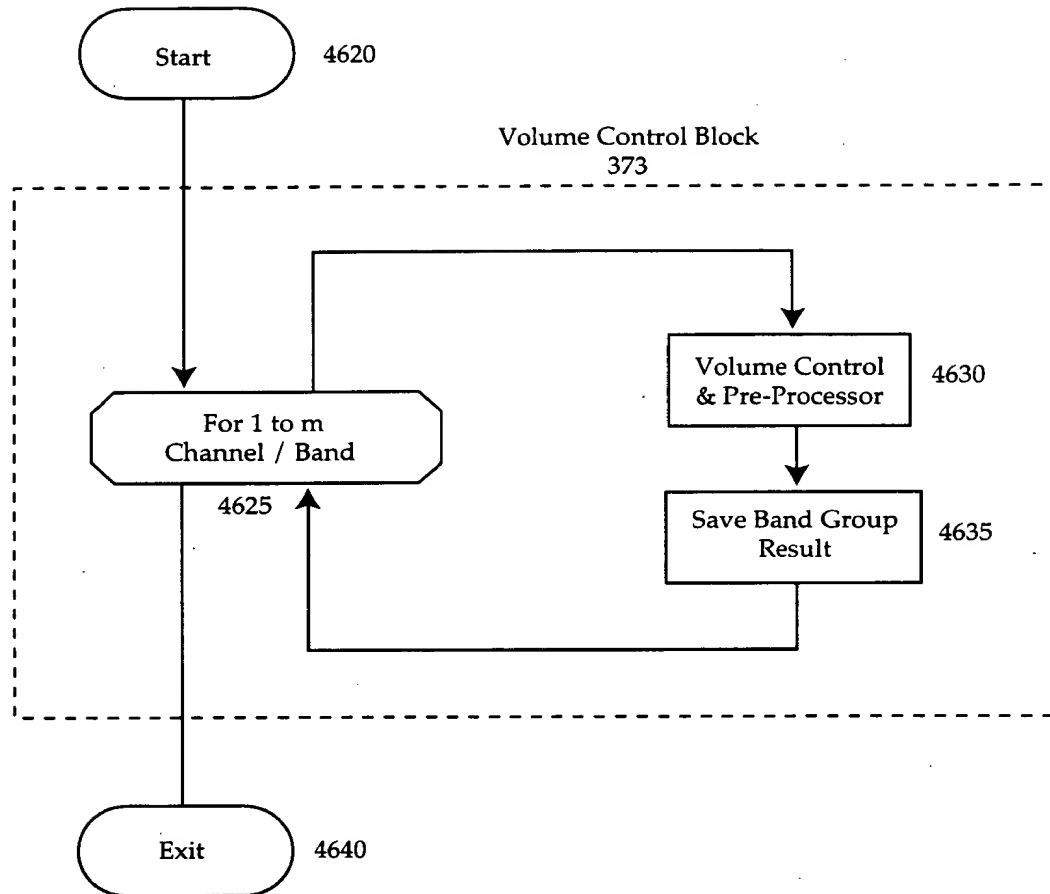 Start
4620
Volume Control Block
373
For 1 to m
Channel / Band
4625
Volume Control
& Pre-Processor
4630
Save Band Group
Result
4635
Exit
4640